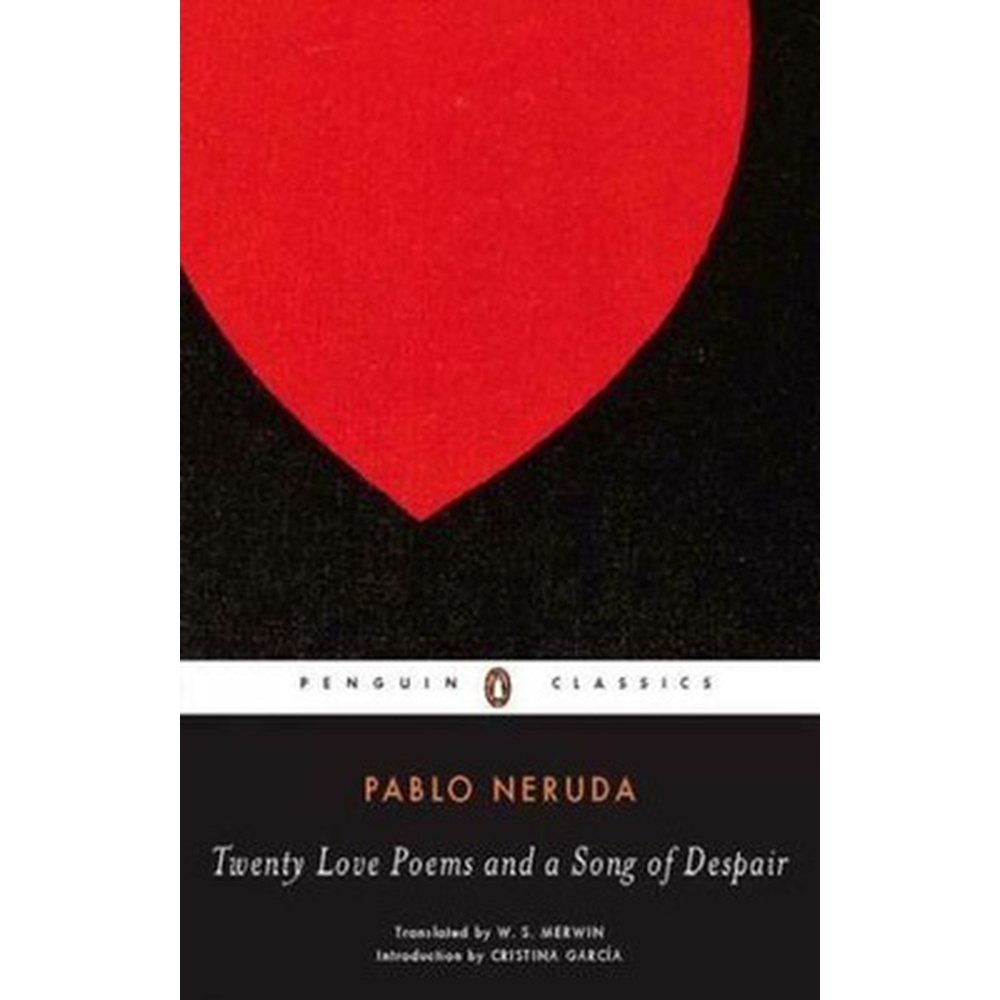 PENGUIN CLASSICS
PABLO NERUDA
Twenty Love Poems and a Song of Despair
Translated by W. S. MERWIN
Introduction by CRISTINA GARCÍA